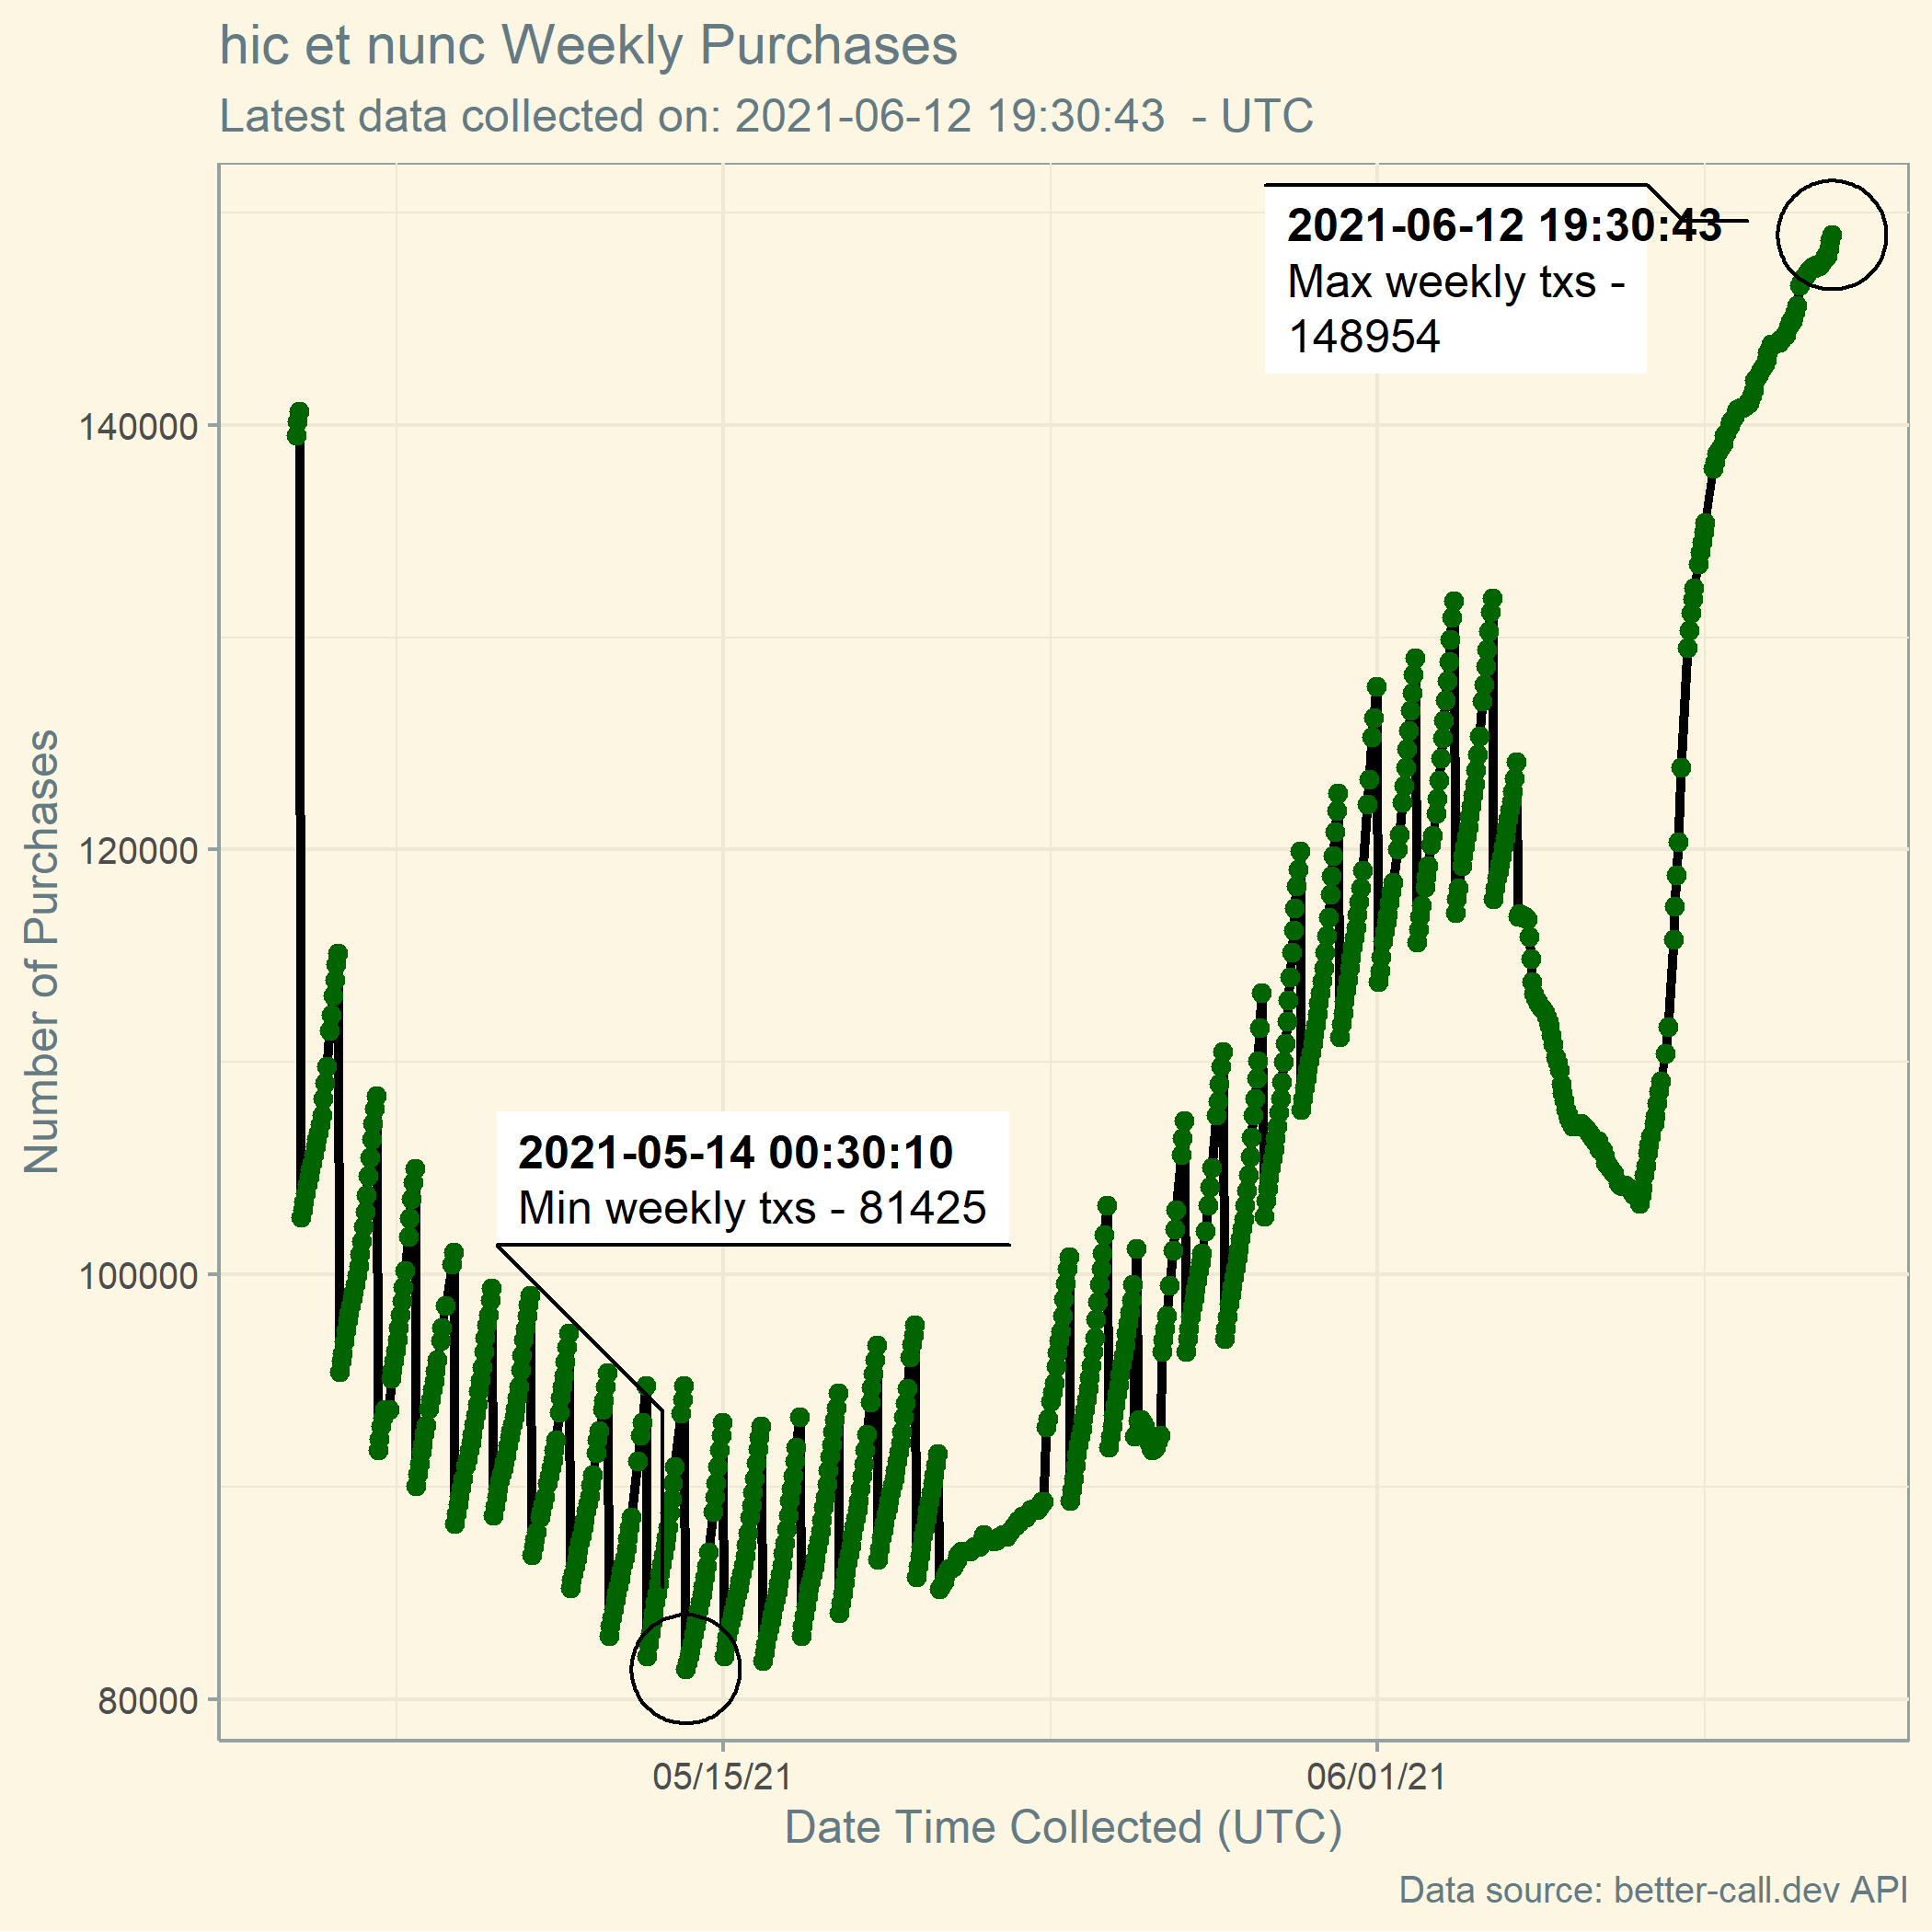 hic et nunc Weekly Purchases
Latest data collected on: 2021-06-12 19:30:43  - UTC
2021-06-12 19:30:43
Max weekly txs -
148954
140000
120000
100000
80000
Number of Purchases
2021-05-14 00:30:10
Min weekly txs - 81425
05/15/21
06/01/21
Date Time Collected (UTC)
Data source: better-call.dev API